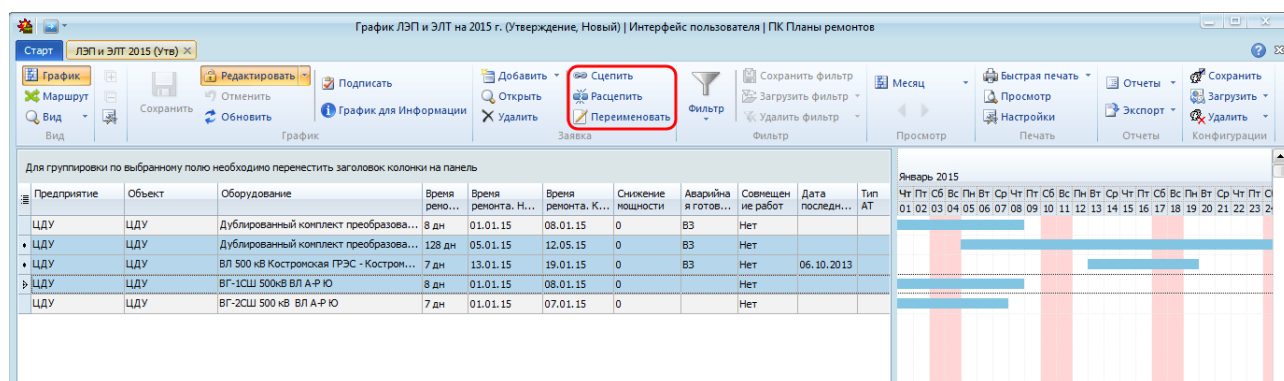 График ЛЭП и ЭЛТ на 2015 г. (Утверждение, Новый) | Интерфейс пользователя | ПК Планы ремонтов
Старт ЛЭП и ЭЛТ 2015 (Утв)
График Редактировать Подписать Добавить Сцепить Сохранить фильтр Месяц Быстрая печать Отчеты Сохранить
Маршрут Сохранить Отменить График для Информации Открыть Расцепить Фильтр Загрузить фильтр Просмотр Экспорт Загрузить
Вид Обновить Удалить Переименовать Удалить фильтр Настройки Удалить
Вид График Заявка Фильтр Просмотр Печать Отчеты Конфигурации
Для группировки по выбранному полю необходимо переместить заголовок колонки на панель
Январь 2015
Предприятие Объект Оборудование Время ремо... Время ремонта. Н... Время ремонта. К... Снижение мощности Аварийна я готов... Совмещен ие работ Дата последн... Тип АТ
Чт Пт Сб Вс Пн Вт Ср Чт Пт Сб Вс Пн Вт Ср Чт Пт Сб Вс Пн Вт Ср Чт Пт
01 02 03 04 05 06 07 08 09 10 11 12 13 14 15 16 17 18 19 20 21 22 23
ЦДУ ЦДУ Дублированный комплект преобразова... 8 дн 01.01.15 08.01.15 0 В3 Нет
ЦДУ ЦДУ Дублированный комплект преобразова... 128 дн 05.01.15 12.05.15 0 В3 Нет
ЦДУ ЦДУ ВЛ 500 кВ Костромская ГРЭС - Костром... 7 дн 13.01.15 19.01.15 0 В3 Нет 06.10.2013
ЦДУ ЦДУ ВГ-1СШ 500кВ ВЛ А-Р Ю 8 дн 01.01.15 08.01.15 0 Нет
ЦДУ ЦДУ ВГ-2СШ 500 кВ ВЛ А-Р Ю 7 дн 01.01.15 07.01.15 0 Нет